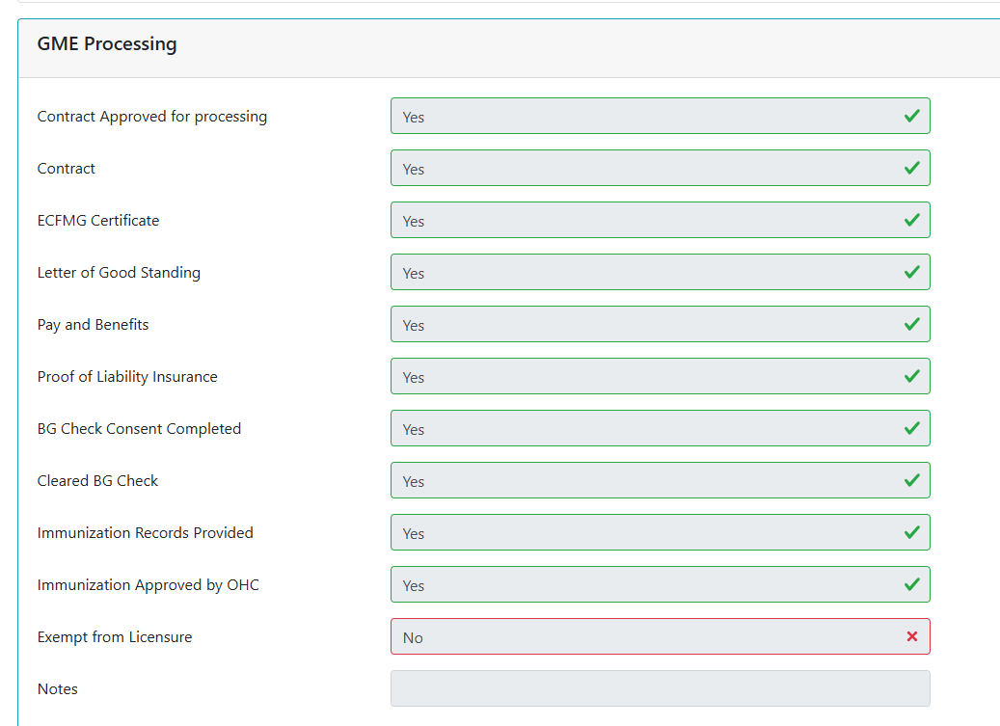 GME Processing
Contract Approved for processing Yes
Contract Yes
ECFMG Certificate Yes
Letter of Good Standing Yes
Pay and Benefits Yes
Proof of Liability Insurance Yes
BG Check Consent Completed Yes
Cleared BG Check Yes
Immunization Records Provided Yes
Immunization Approved by OHC Yes
Exempt from Licensure No
Notes